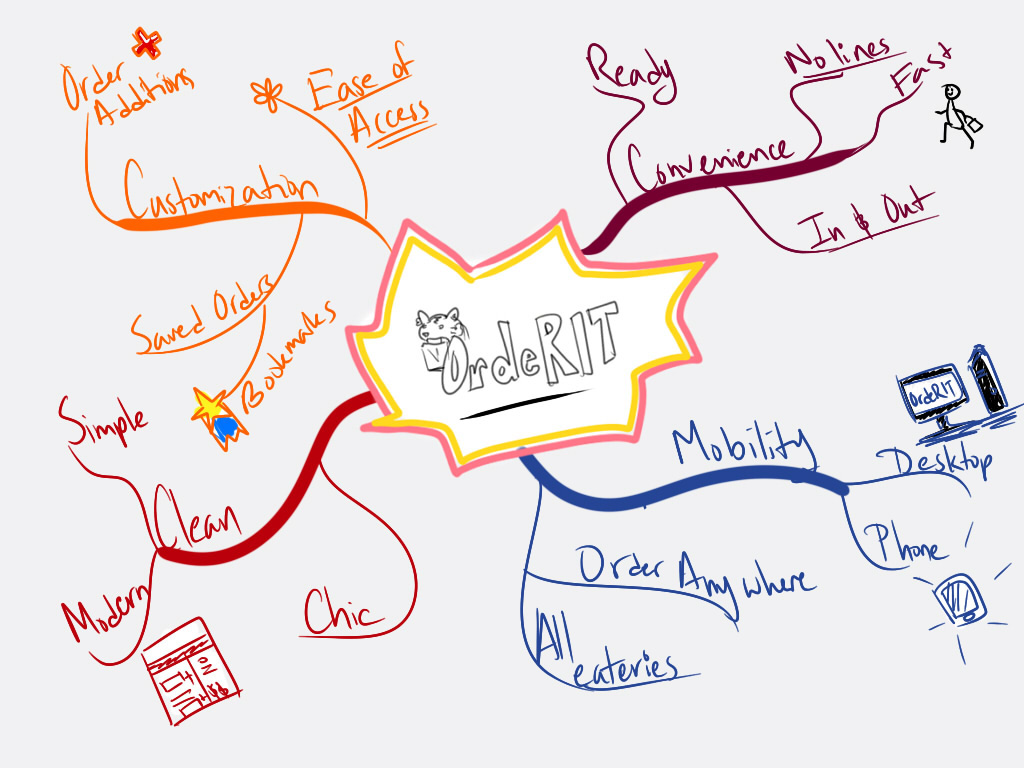 Order
Additions
Ease of
Access
Customization
Saved Orders
Bookmaks
Ready
No lines
Fast
Convenience
In & Out
OrdeRIT
Simple
Clean
Modern
Chic
Mobility
OrdeRIT
Desktop
Phone
Order Anywhere
All
eateries